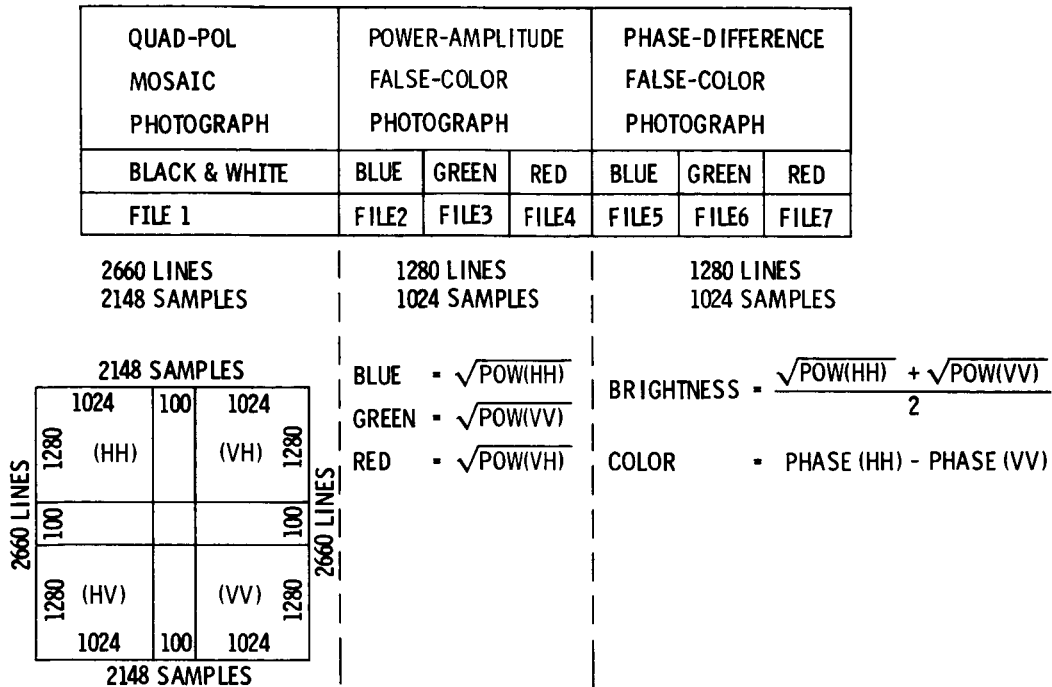 QUAD-POL
MOSAIC
PHOTOGRAPH
POWER-AMPLITUDE
FALSE-COLOR
PHOTOGRAPH
PHASE-DIFFERENCE
FALSE-COLOR
PHOTOGRAPH
BLACK & WHITE BLUE GREEN RED BLUE GREEN RED
FILE 1 FILE2 FILE3 FILE4 FILE5 FILE6 FILE7
2660 LINES
2148 SAMPLES
1280 LINES
1024 SAMPLES
1280 LINES
1024 SAMPLES
2148 SAMPLES
1024 100 1024
1280 (HH) (VH) 1280
2660 LINES
100 100
2660 LINES
1280 (HV) (VV) 1280
1024 100 1024
2148 SAMPLES
BLUE = √POW(HH)
GREEN = √POW(VV)
RED = √POW(VH)
BRIGHTNESS = √POW(HH) + √POW(VV)
2
COLOR = PHASE (HH) - PHASE (VV)